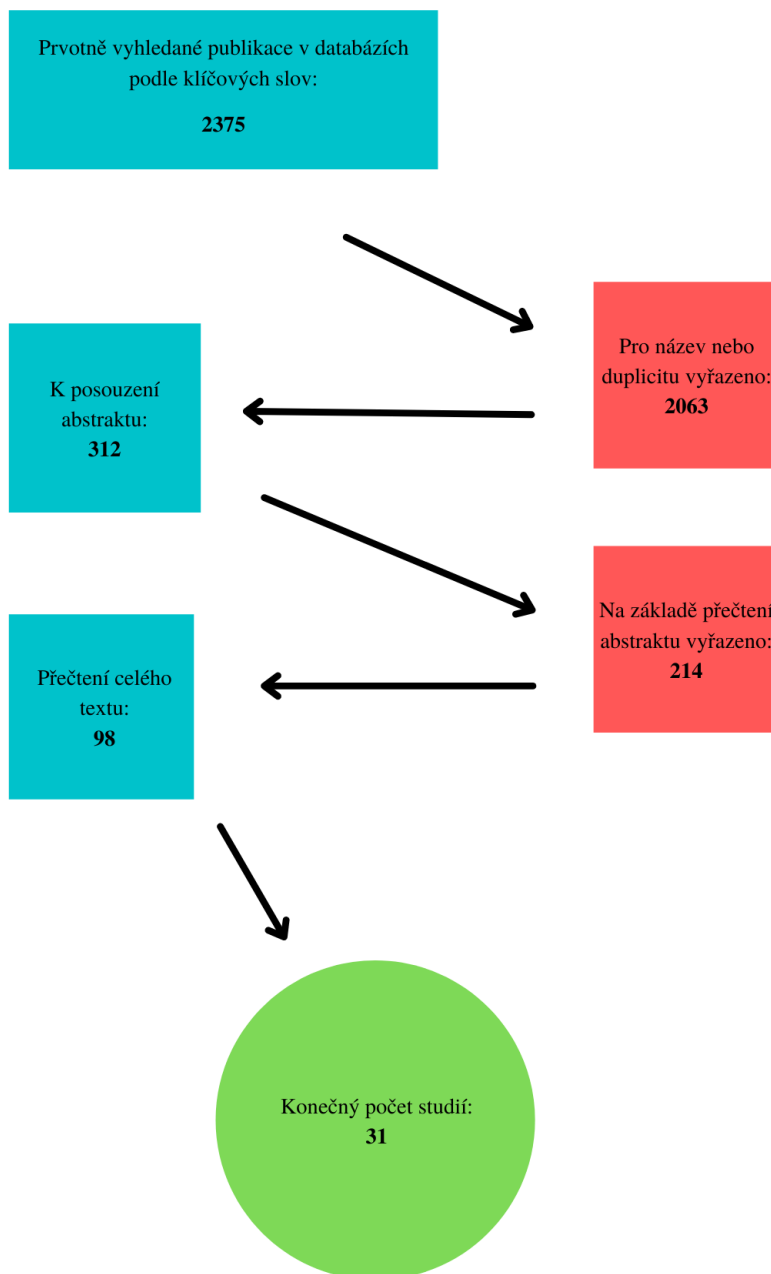 Prvotně vyhledané publikace v databázích
podle klíčových slov:
2375
Pro název nebo
duplicitu vyřazeno:
2063
K posouzení
abstraktu:
312
Na základě přečtení
abstraktu vyřazeno:
214
Přečtení celého
textu:
98
Konečný počet studií:
31